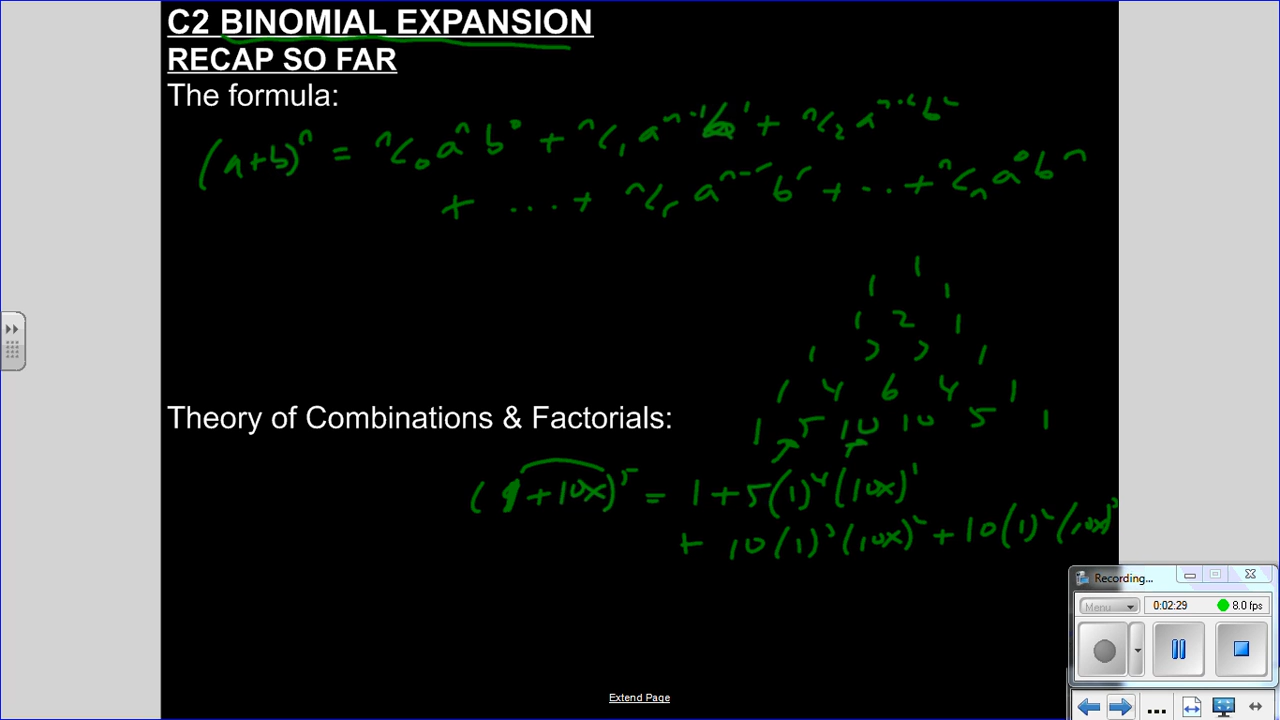 C2 BINOMIAL EXPANSION
RECAP SO FAR
The formula:
(a+b)ⁿ = ⁿC₀aⁿb⁰ + ⁿC₁aⁿ⁻¹b¹ + ⁿC₂aⁿ⁻²b²
+ ... + ⁿCᵣaⁿ⁻ʳbʳ + ... + ⁿCₙa⁰bⁿ
1
1 1
1 2 1
1 3 3 1
1 4 6 4 1
Theory of Combinations & Factorials:
1 5 10 10 5 1
(1+10x)⁵ = 1+5(1)⁴(10x)¹
+ 10(1)³(10x)² + 10(1)²(10x)³
Recording...
Menu
0:02:29
8.0 fps
Extend Page